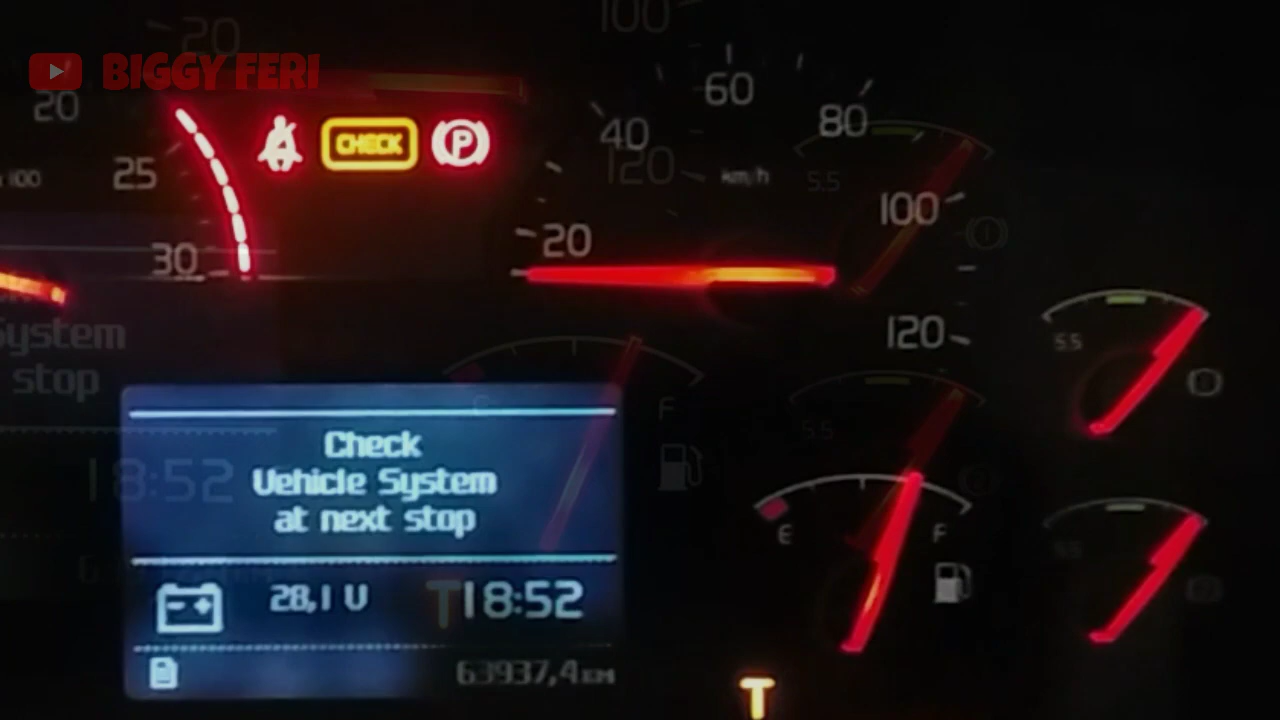 BIGGY FERI
20
100
20
25
30
100
CHECK
P
20
40
60
80
100
120
120
km/h
5.5
System
stop
18:52
Check
Vehicle System
at next stop
28,1 V
T18:52
63937,4 KM
E
F
F
5.5
5.5
T